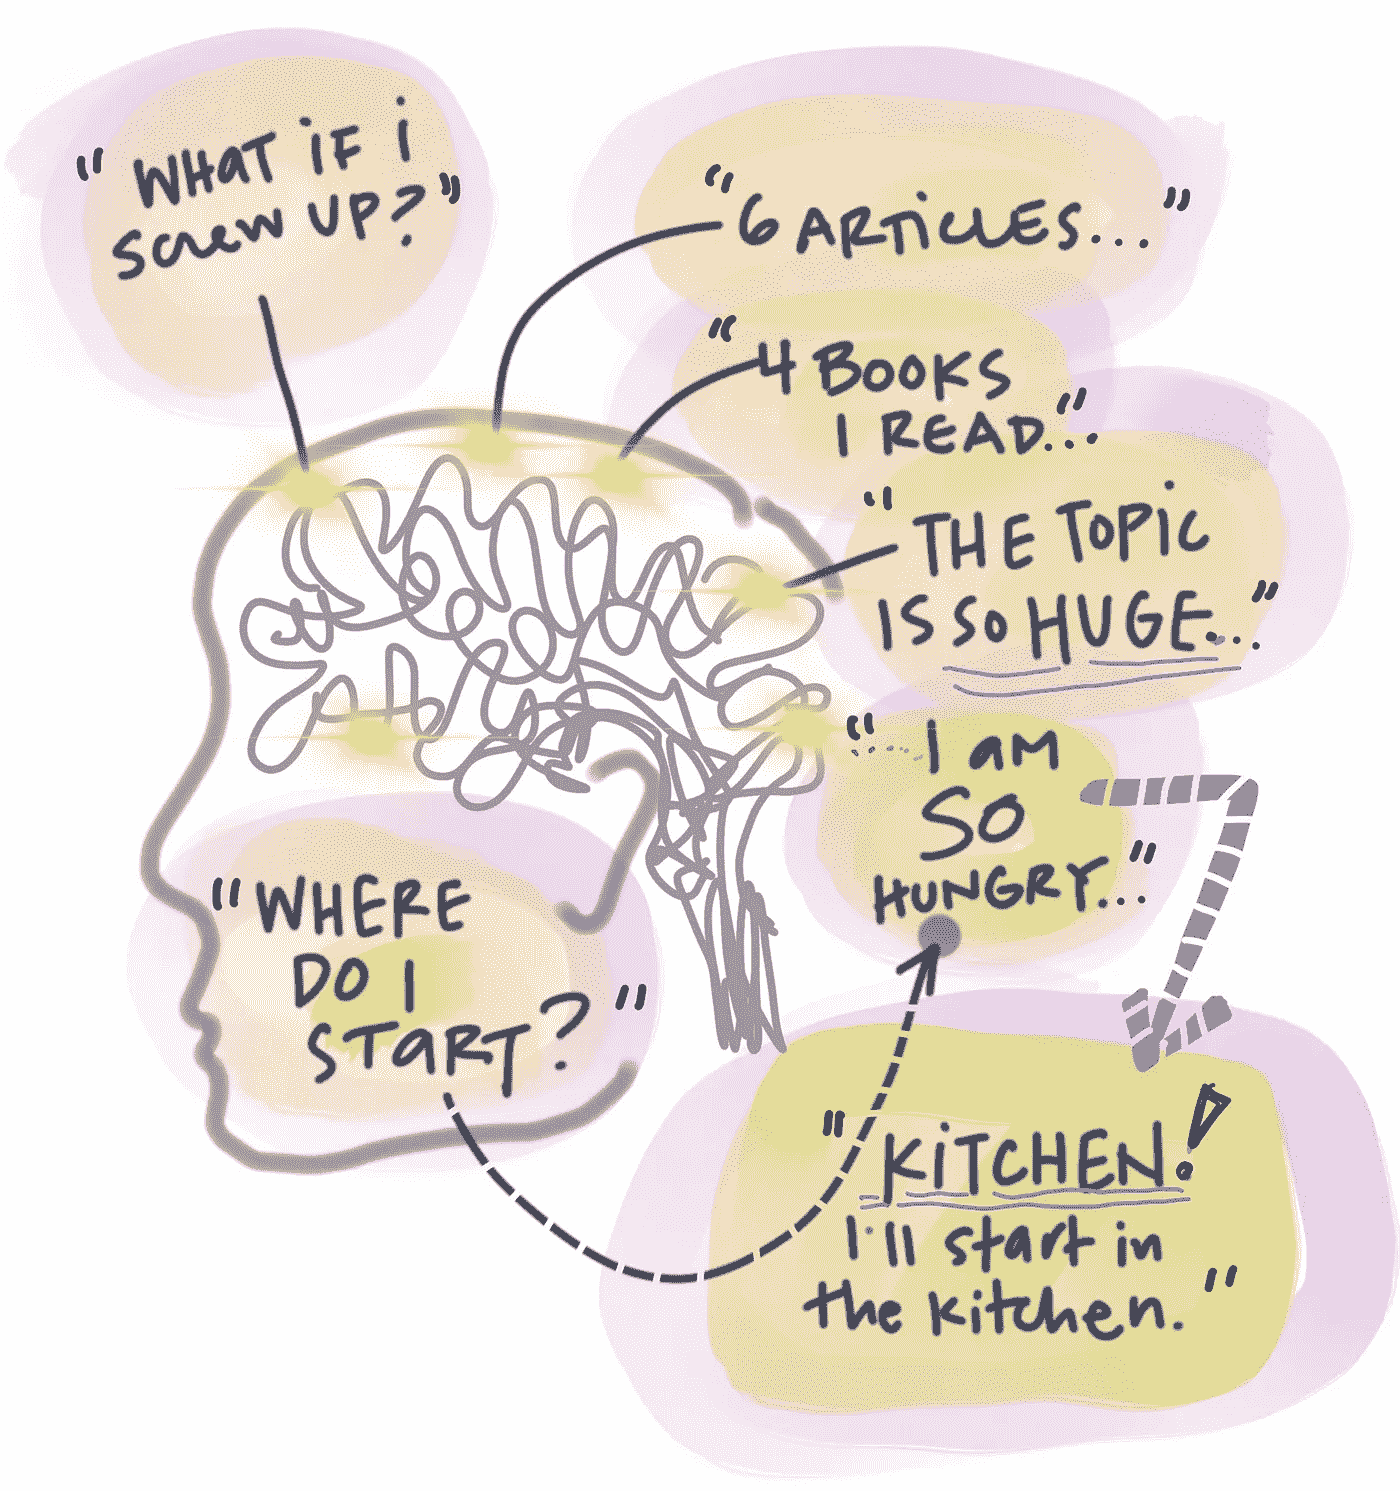 "WHAT iF i
SCREW UP?"
"6 ARTiCLES..."
"4 BOOKS
I READ..."
"THE TOPiC
IS SO HUGE..."
"I aM
SO
HUNGRY..."
"WHERE
DO I
START?"
"KiTCHEN!
I'll start in
the kitchen."